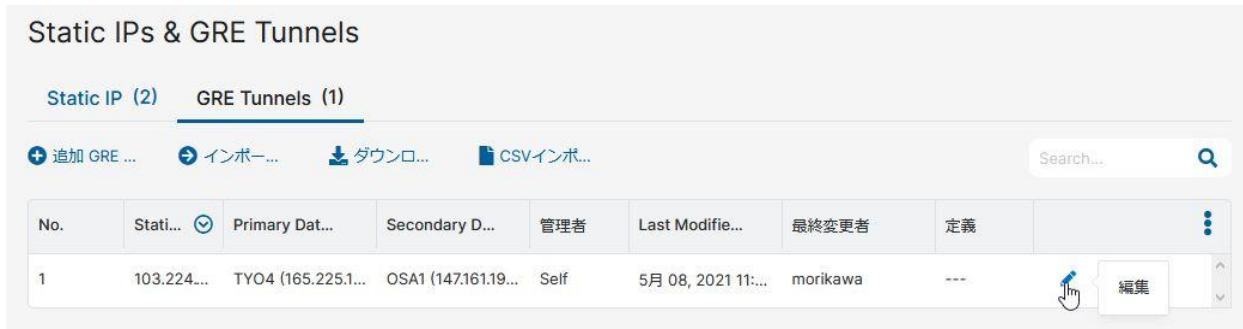 Static IPs & GRE Tunnels
Static IP (2) GRE Tunnels (1)
追加 GRE ... インポー... ダウンロ... CSVインポ... Search...
No. Stati... Primary Dat... Secondary D... 管理者 Last Modifie... 最終変更者 定義
1 103.224.... TYO4 (165.225.1... OSA1 (147.161.19... Self 5月 08, 2021 11:... morikawa --- 編集